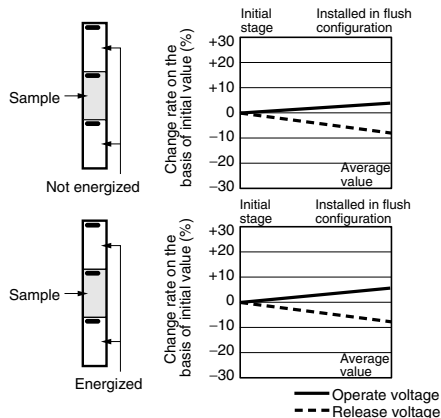 Initial
stage
Installed in flush
configuration
Sample
Not energized
Change rate on the
basis of initial value (%)
+30
+20
+10
0
−10
−20
−30
Average
value
Initial
stage
Installed in flush
configuration
Sample
Energized
Change rate on the
basis of initial value (%)
+30
+20
+10
0
−10
−20
−30
Average
value
Operate voltage
Release voltage